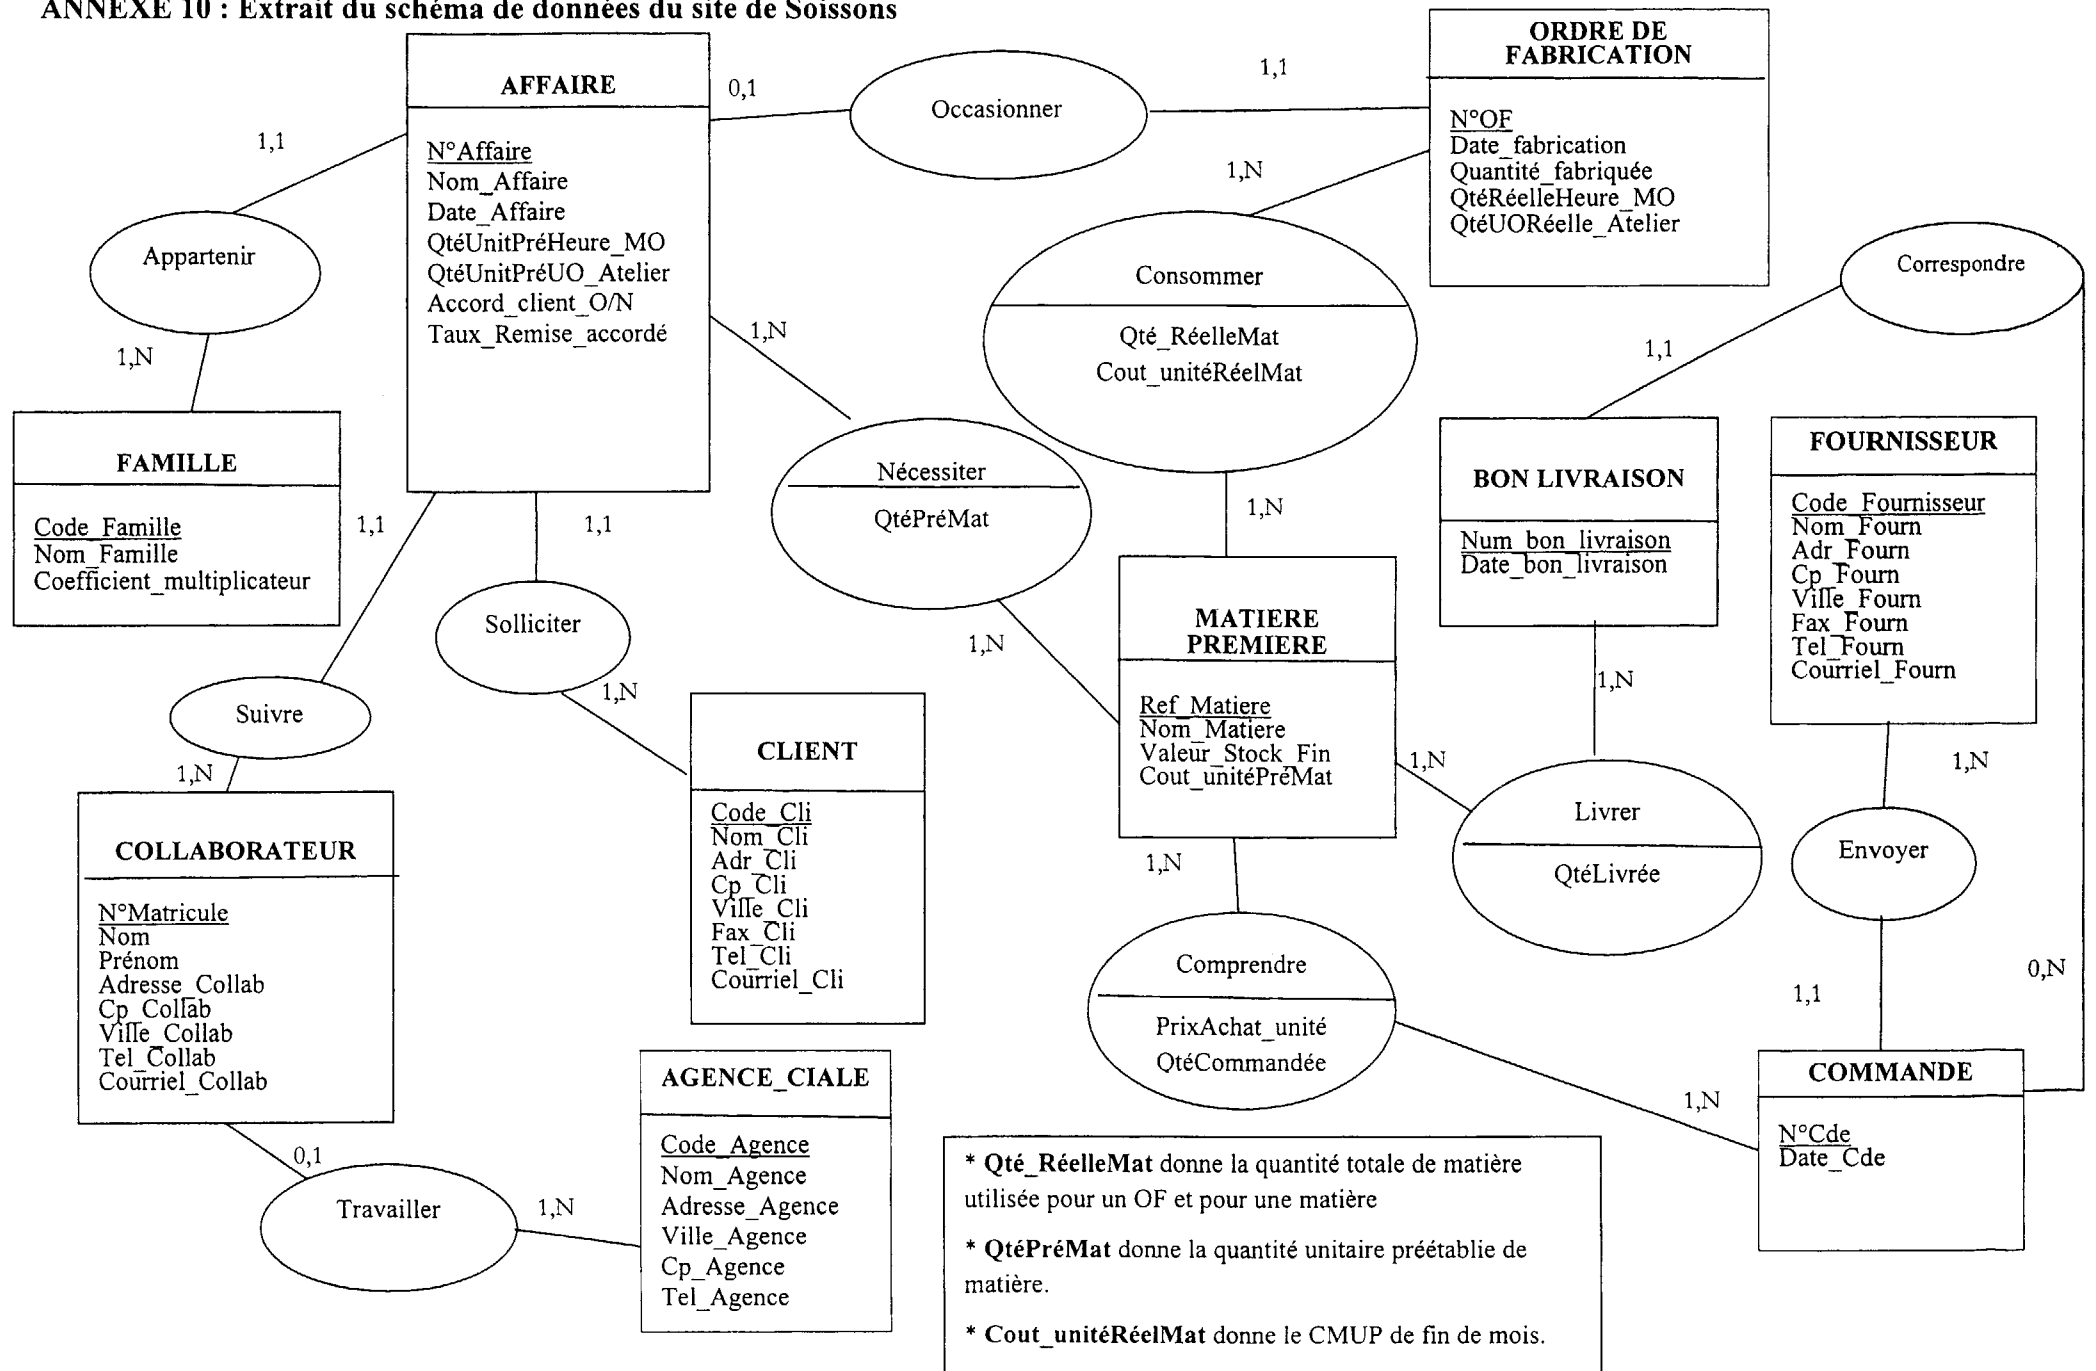 ANNEXE 10 : Extrait du schéma de données du site de Soissons
AFFAIRE
N°Affaire
Nom_Affaire
Date_Affaire
QtéUnitPréHeure_MO
QtéUnitPréUO_Atelier
Accord_client_O/N
Taux_Remise_accordé
0,1
Occasionner
1,1
ORDRE DE
FABRICATION
N°OF
Date_fabrication
Quantité_fabriquée
QtéRéelleHeure_MO
QtéUORéelle_Atelier
1,1
Appartenir
1,N
FAMILLE
Code_Famille
Nom_Famille
Coefficient_multiplicateur
1,N
Consommer
Qté_RéelleMat
Cout_unitéRéelMat
1,N
Correspondre
1,1
0,N
1,N
Nécessiter
QtéPréMat
1,N
BON LIVRAISON
Num_bon_livraison
Date_bon_livraison
FOURNISSEUR
Code_Fournisseur
Nom_Fourn
Adr_Fourn
Cp_Fourn
Ville_Fourn
Fax_Fourn
Tel_Fourn
Courriel_Fourn
1,1
Suivre
1,N
1,1
Solliciter
1,N
MATIERE
PREMIERE
Ref_Matiere
Nom_Matiere
Valeur_Stock_Fin
Cout_unitéPréMat
1,N
1,N
Livrer
QtéLivrée
1,N
Envoyer
1,1
CLIENT
Code_Cli
Nom_Cli
Adr_Cli
Cp_Cli
Ville_Cli
Fax_Cli
Tel_Cli
Courriel_Cli
COLLABORATEUR
N°Matricule
Nom
Prénom
Adresse_Collab
Cp_Collab
Ville_Collab
Tel_Collab
Courriel_Collab
1,N
Comprendre
PrixAchat_unité
QtéCommandée
1,N
COMMANDE
N°Cde
Date_Cde
0,1
Travailler
1,N
AGENCE_CIALE
Code_Agence
Nom_Agence
Adresse_Agence
Ville_Agence
Cp_Agence
Tel_Agence
* Qté_RéelleMat donne la quantité totale de matière
utilisée pour un OF et pour une matière
* QtéPréMat donne la quantité unitaire préétablie de
matière.
* Cout_unitéRéelMat donne le CMUP de fin de mois.